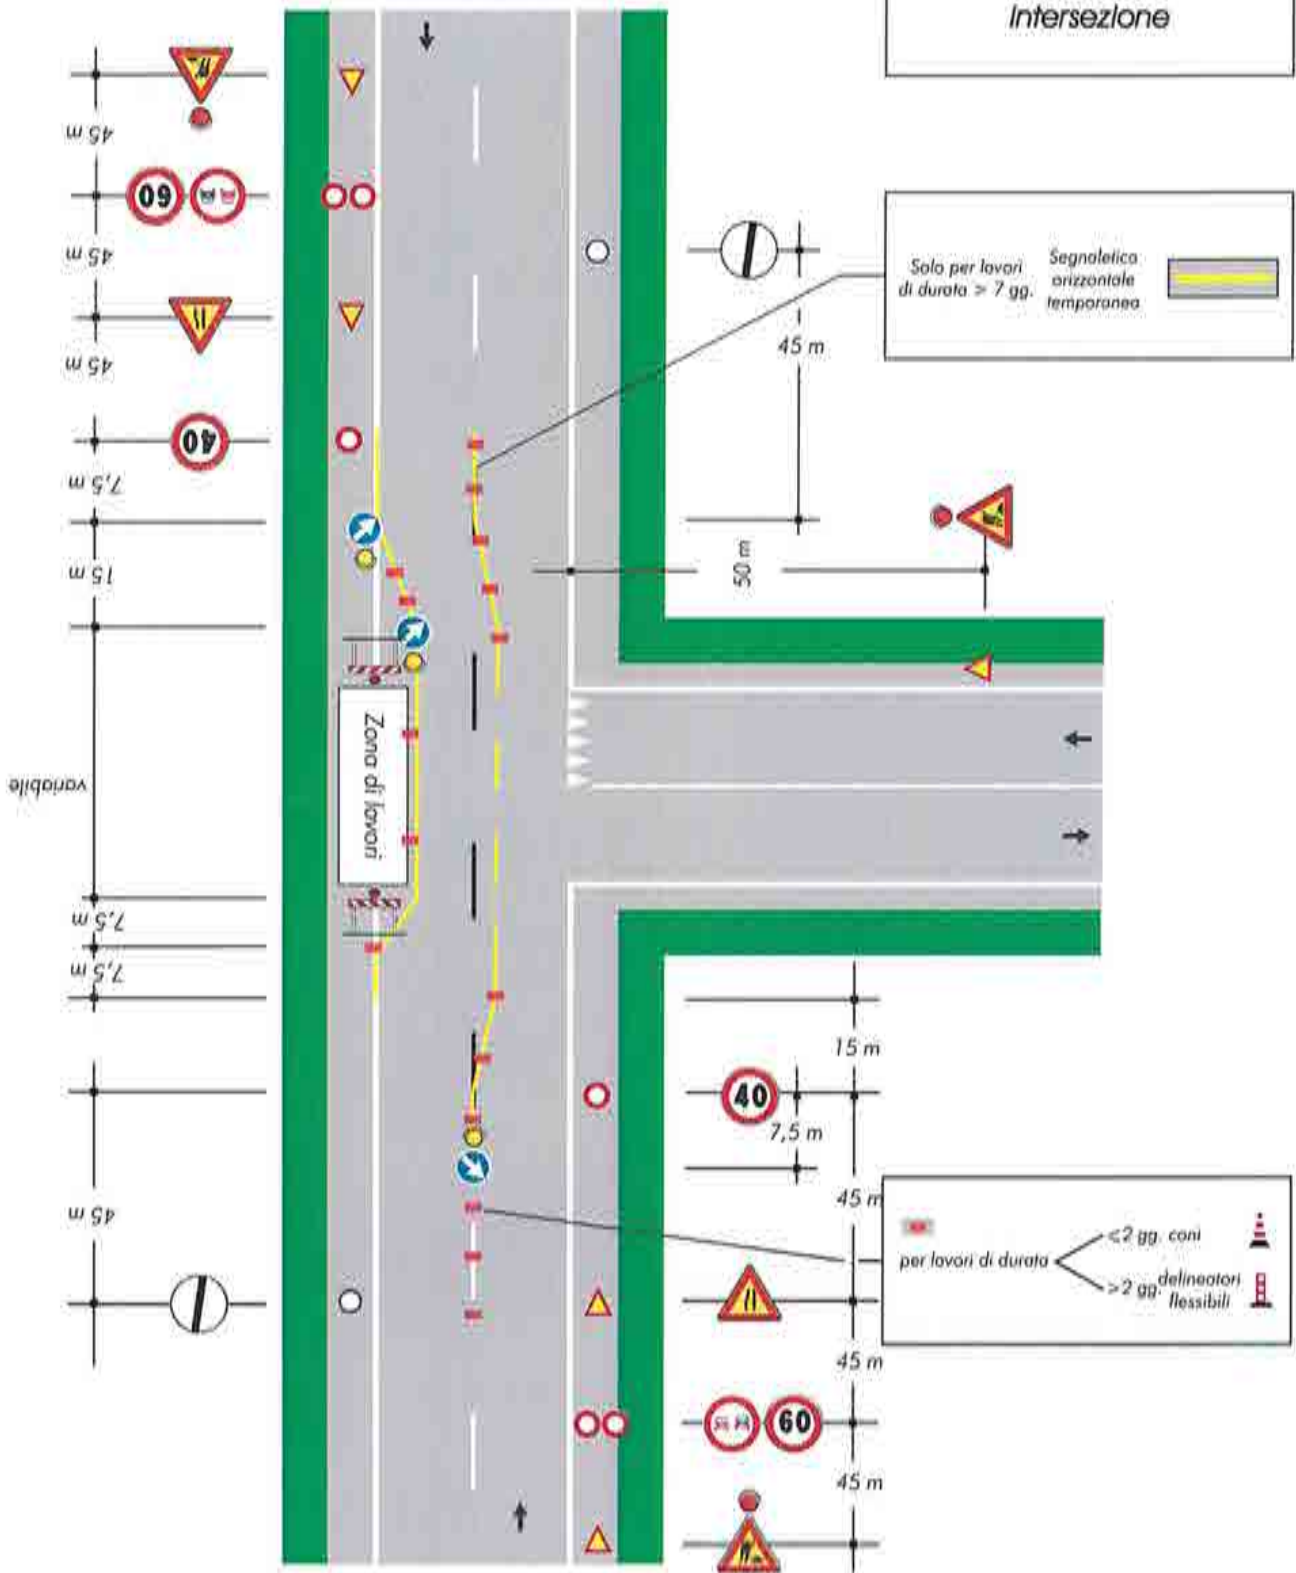 Intersezione
45 m
60
45 m
45 m
40
7,5 m
15 m
variabile
7,5 m
7,5 m
45 m
Zona di lavori
45 m
50 m
Solo per lavori
di durata > 7 gg.
Segnaletica
orizzontale
temporanea
15 m
40
7,5 m
45 m
45 m
60
45 m
per lavori di durata
<2 gg. coni
>2 gg. delineatori
flessibili